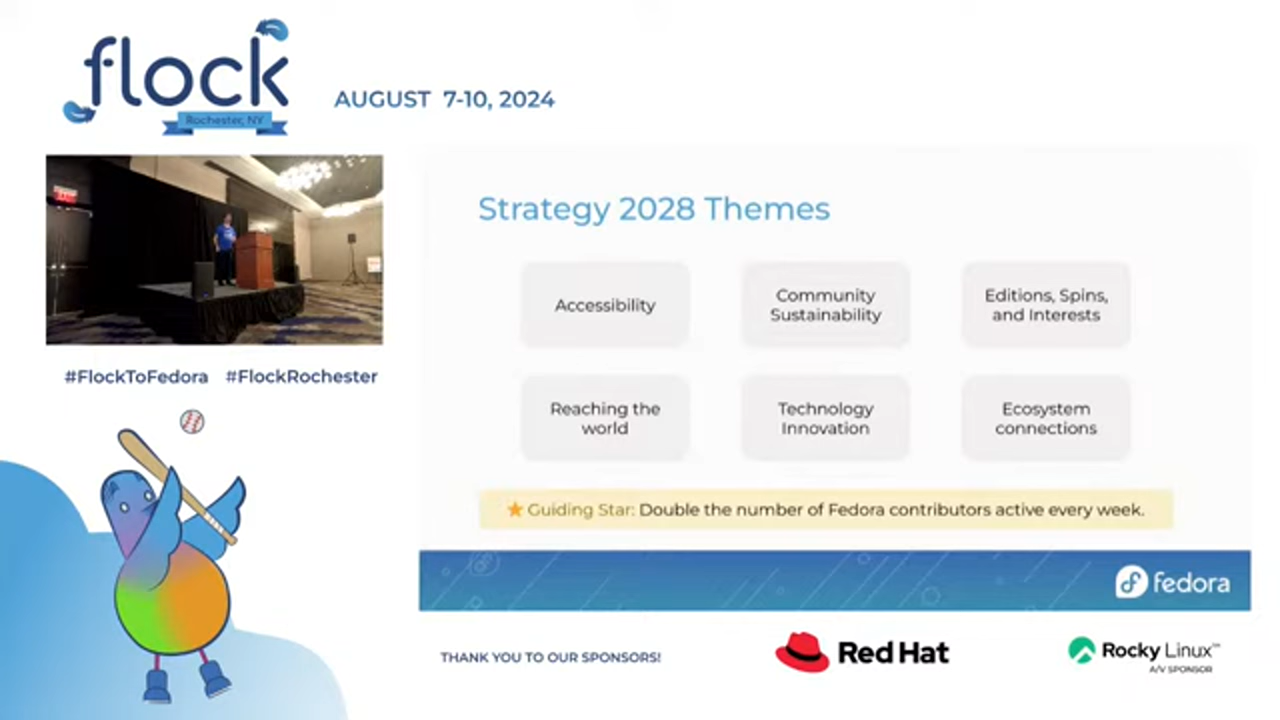 flock
Rochester, NY
AUGUST 7-10, 2024
#FlockToFedora #FlockRochester
Strategy 2028 Themes
Accessibility
Community
Sustainability
Editions, Spins,
and Interests
Reaching the
world
Technology
Innovation
Ecosystem
connections
Guiding Star: Double the number of Fedora contributors active every week.
fedora
THANK YOU TO OUR SPONSORS!
Red Hat
Rocky Linux™
A/V SPONSOR